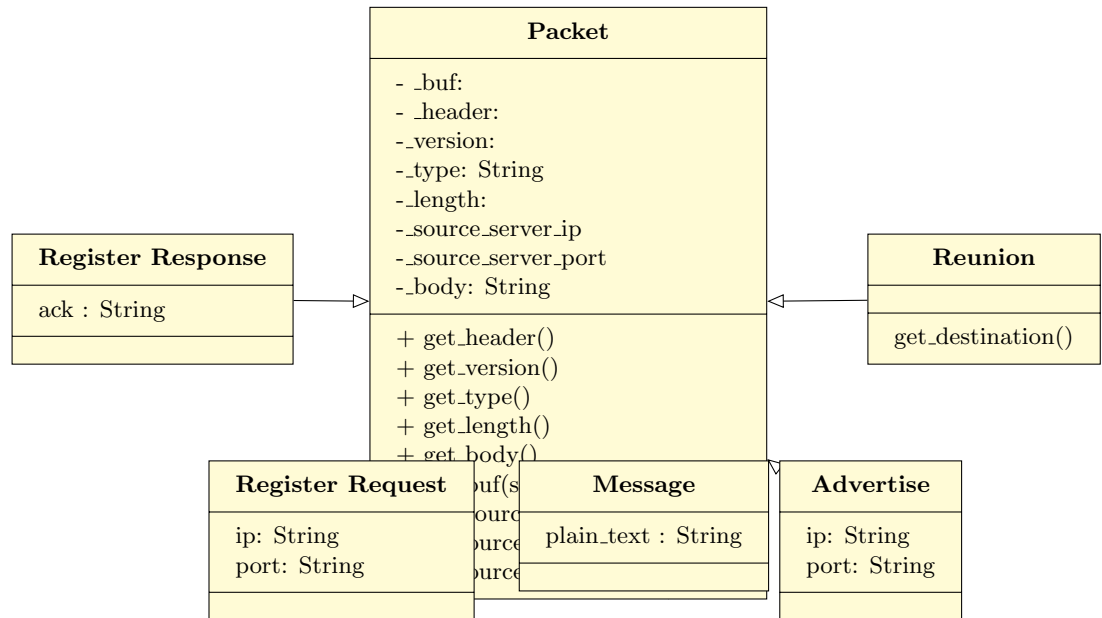 Packet
- _buf:
- _header:
-_version:
-_type: String
-_length:
-_source_server_ip
-_source_server_port
-_body: String
Register Response
ack : String
Reunion
get_destination()
+ get_header()
+ get_version()
+ get_type()
+ get_length()
+ get_body()
Register Request
ip: String
port: String
Message
plain_text : String
Advertise
ip: String
port: String